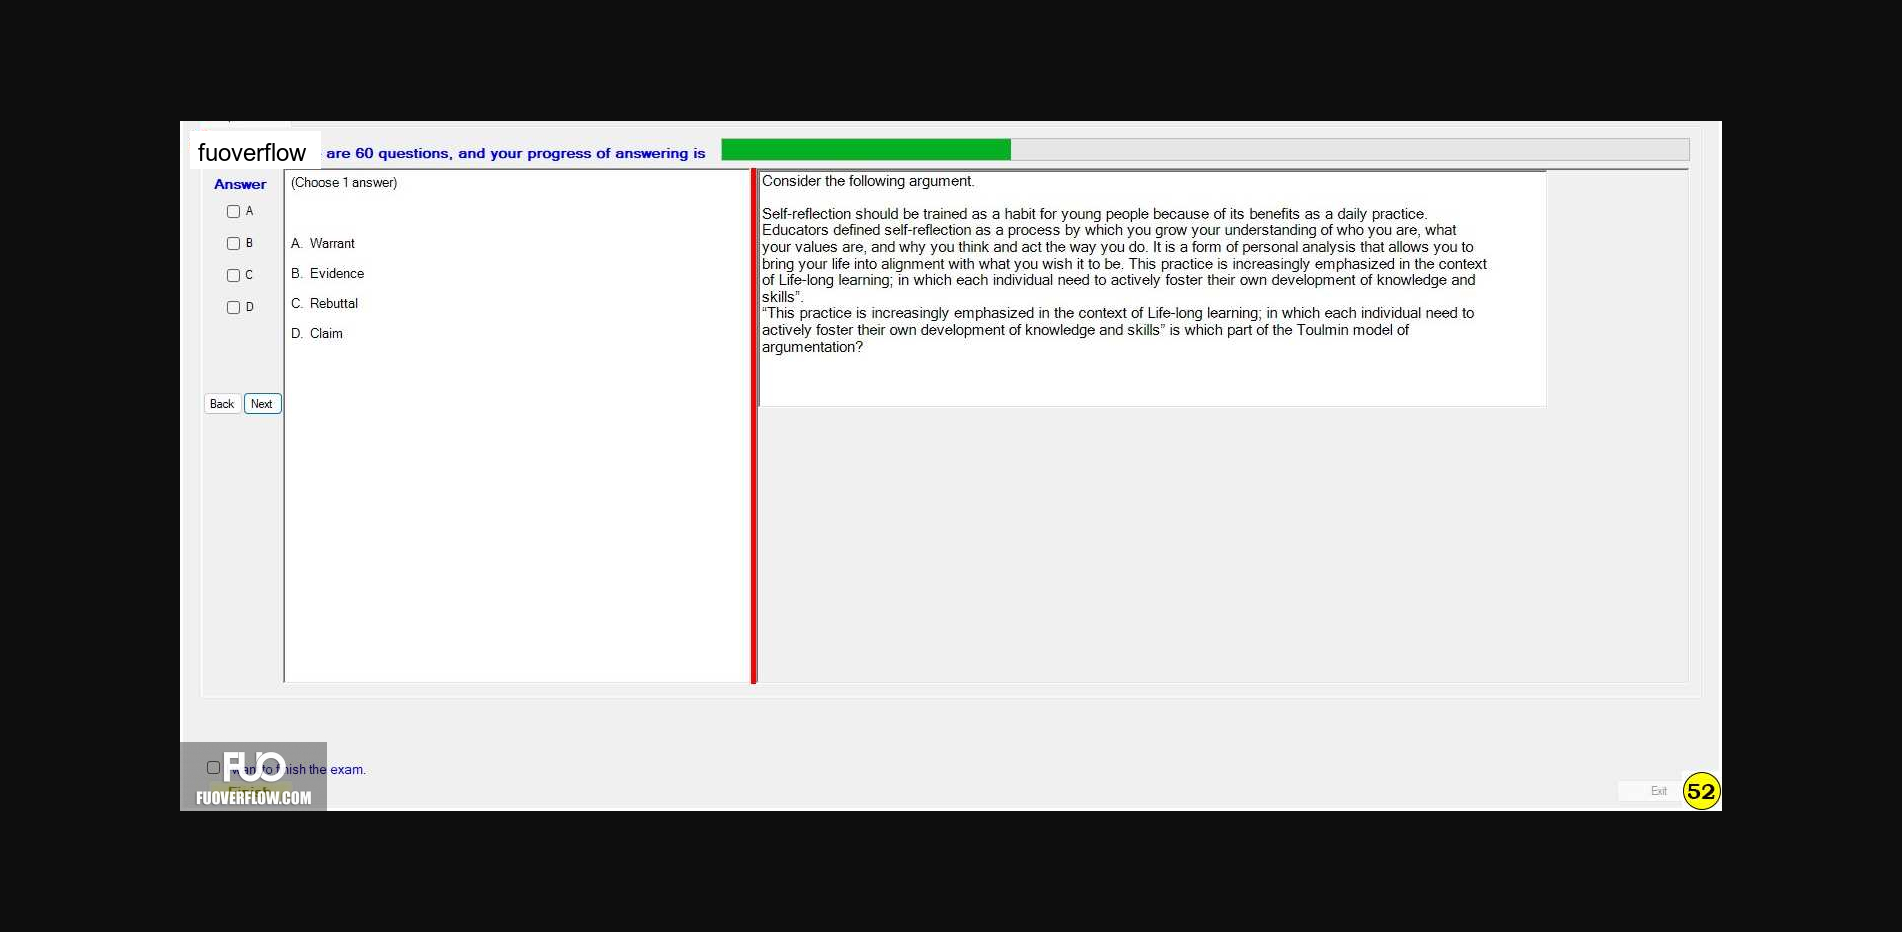 fuoverflow are 60 questions, and your progress of answering is
Answer
A
B
C
D
Back Next
(Choose 1 answer)
A. Warrant
B. Evidence
C. Rebuttal
D. Claim
Consider the following argument.
Self-reflection should be trained as a habit for young people because of its benefits as a daily practice.
Educators defined self-reflection as a process by which you grow your understanding of who you are, what
your values are, and why you think and act the way you do. It is a form of personal analysis that allows you to
bring your life into alignment with what you wish it to be. This practice is increasingly emphasized in the context
of Life-long learning; in which each individual need to actively foster their own development of knowledge and
skills”.
“This practice is increasingly emphasized in the context of Life-long learning; in which each individual need to
actively foster their own development of knowledge and skills” is which part of the Toulmin model of
argumentation?
want to finish the exam.
FUO
Finish
FUOVERFLOW.COM
Exit
52